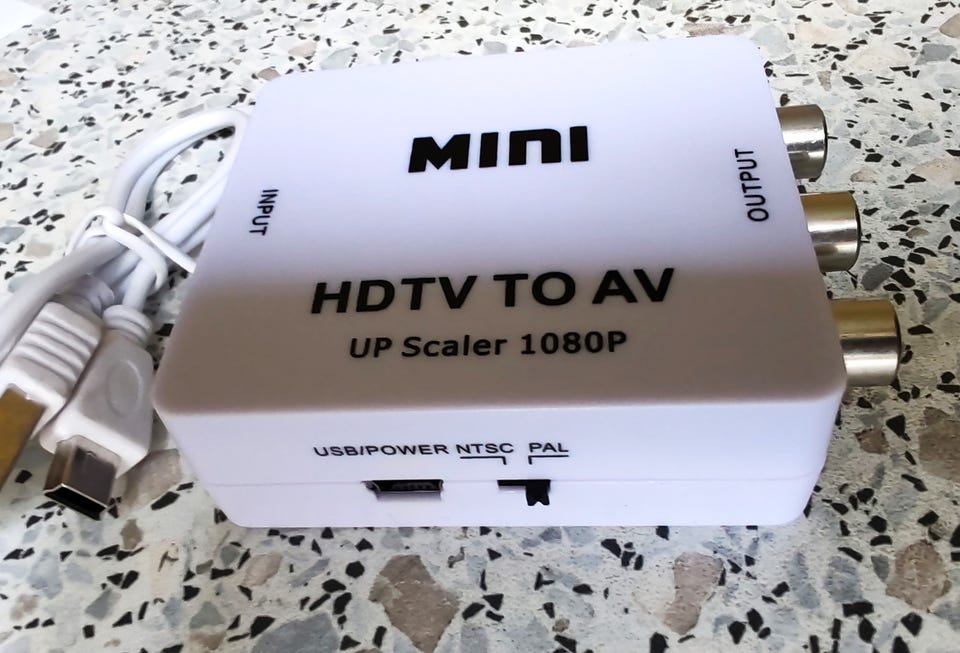 MINI
INPUT
OUTPUT
HDTV TO AV
UP Scaler 1080P
USB/POWER NTSC PAL